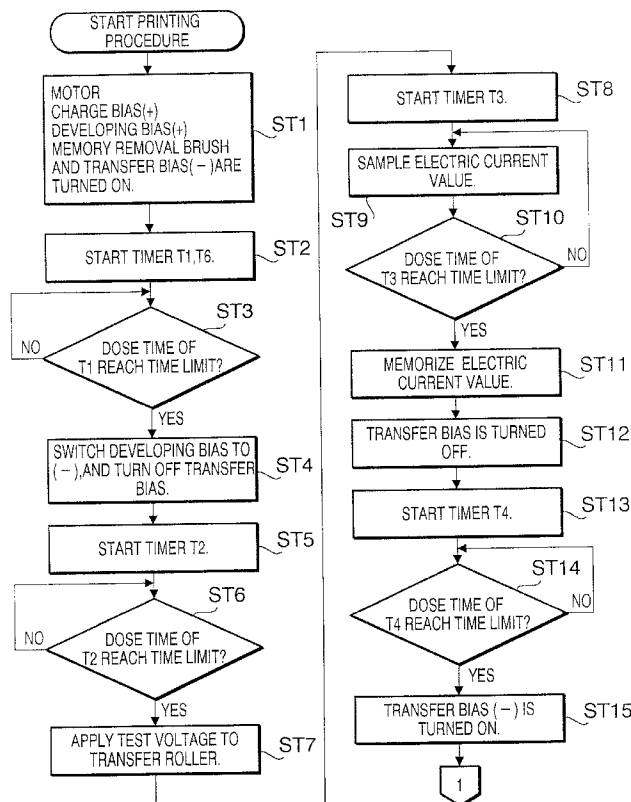 START PRINTING
PROCEDURE
MOTOR
CHARGE BIAS(+)
DEVELOPING BIAS(+)
MEMORY REMOVAL BRUSH
AND TRANSFER BIAS(−)ARE
TURNED ON.
ST1
START TIMER T1,T6.
ST2
ST3
NO
DOSE TIME OF
T1 REACH TIME LIMIT?
YES
SWITCH DEVELOPING BIAS TO
(−),AND TURN OFF TRANSFER
BIAS.
ST4
START TIMER T2.
ST5
ST6
NO
DOSE TIME OF
T2 REACH TIME LIMIT?
YES
APPLY TEST VOLTAGE TO
TRANSFER ROLLER.
ST7
START TIMER T3.
ST8
SAMPLE ELECTRIC CURRENT
VALUE.
ST9
ST10
DOSE TIME OF
T3 REACH TIME LIMIT?
NO
YES
MEMORIZE ELECTRIC
CURRENT VALUE.
ST11
TRANSFER BIAS IS TURNED
OFF.
ST12
START TIMER T4.
ST13
ST14
DOSE TIME OF
T4 REACH TIME LIMIT?
NO
YES
TRANSFER BIAS (−) IS
TURNED ON.
ST15
1